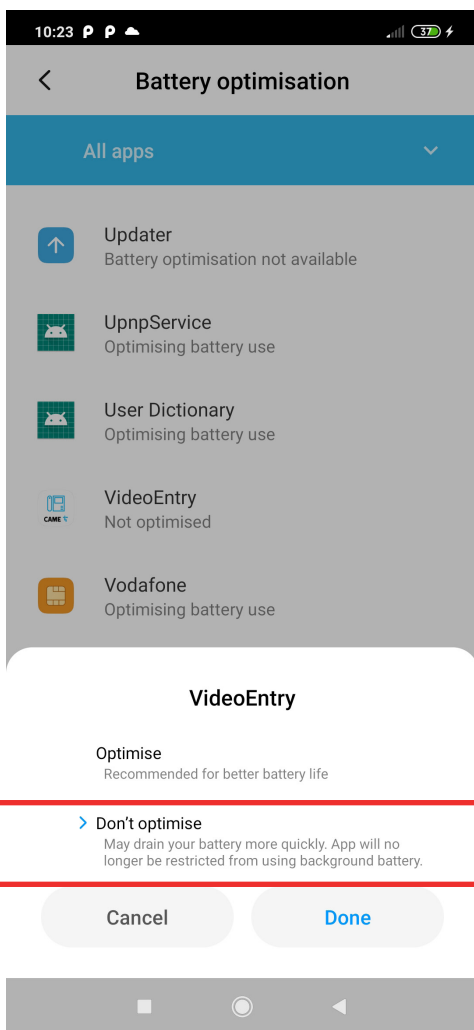 10:23
37
Battery optimisation
All apps
Updater
Battery optimisation not available
UpnpService
Optimising battery use
User Dictionary
Optimising battery use
CAME
VideoEntry
Not optimised
Vodafone
Optimising battery use
VideoEntry
Optimise
Recommended for better battery life
Don't optimise
May drain your battery more quickly. App will no
longer be restricted from using background battery.
Cancel
Done